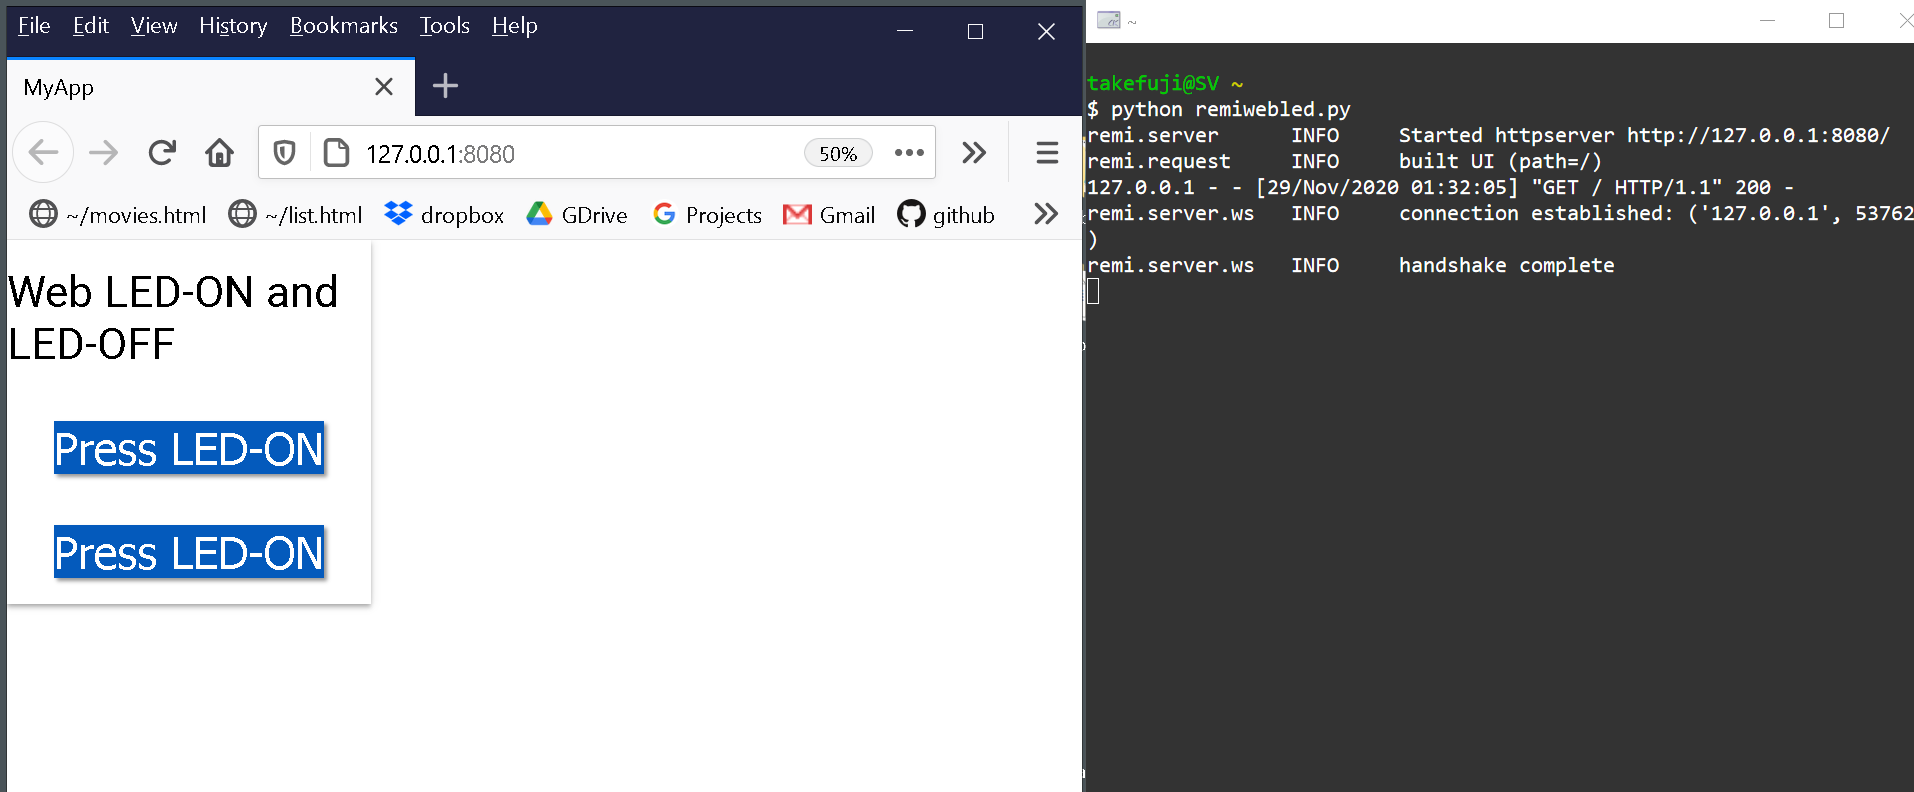 File Edit View History Bookmarks Tools Help
MyApp
127.0.0.1:8080
50%
~/movies.html ~/list.html dropbox GDrive Projects Gmail github
Web LED-ON and
LED-OFF
Press LED-ON
Press LED-ON
~
takefuji@SV ~
$ python remiwebled.py
remi.server INFO Started httpserver http://127.0.0.1:8080/
remi.request INFO built UI (path=/)
127.0.0.1 - - [29/Nov/2020 01:32:05] "GET / HTTP/1.1" 200 -
remi.server.ws INFO connection established: ('127.0.0.1', 53762
)
remi.server.ws INFO handshake complete